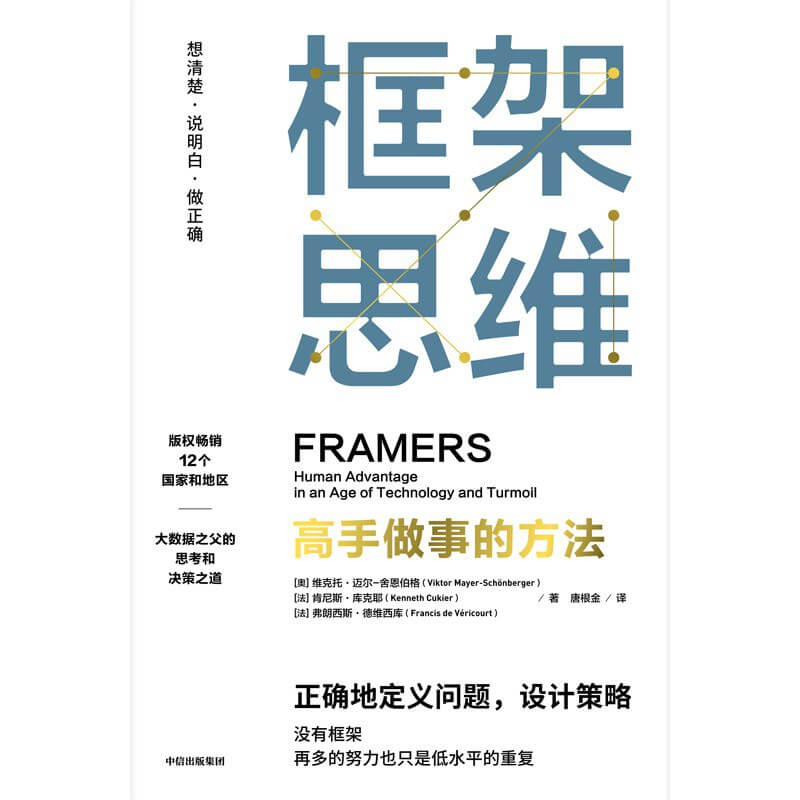 想清楚·说明白·做正确
框架
思维
版权畅销
12个
国家和地区
大数据之父的
思考和
决策之道
FRAMERS
Human Advantage
in an Age of Technology and Turmoil
高手做事的方法
[奥] 维克托·迈尔-舍恩伯格 ( Viktor Mayer-Schönberger )
[法] 肯尼斯·库克耶 ( Kenneth Cukier ) / 著 唐根金 / 译
[法] 弗朗西斯·德维西库 ( Francis de Véricourt )
正确地定义问题，设计策略
没有框架
再多的努力也只是低水平的重复
中信出版集团